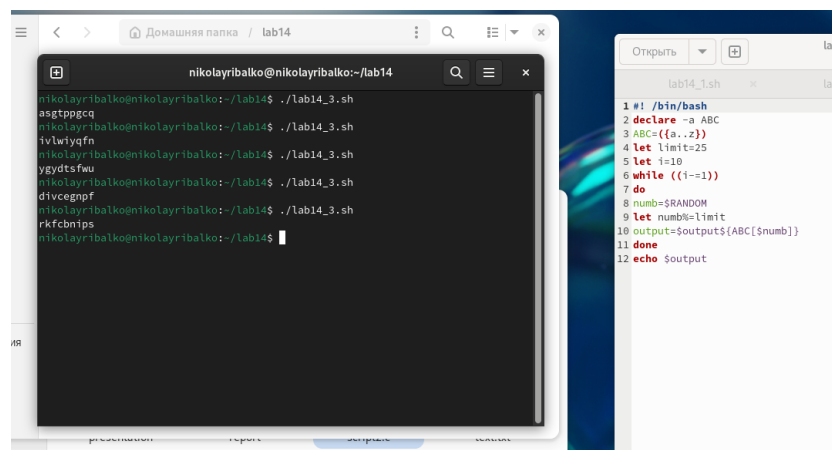 Домашняя папка / lab14
nikolayribalko@nikolayribalko:~/lab14
nikolayribalko@nikolayribalko:~/lab14$ ./lab14_3.sh
asgtppgcq
nikolayribalko@nikolayribalko:~/lab14$ ./lab14_3.sh
ivlwiyqfn
nikolayribalko@nikolayribalko:~/lab14$ ./lab14_3.sh
ygydtsfwu
nikolayribalko@nikolayribalko:~/lab14$ ./lab14_3.sh
divcegnpf
nikolayribalko@nikolayribalko:~/lab14$ ./lab14_3.sh
rkfcbnips
nikolayribalko@nikolayribalko:~/lab14$
ия
presentation report script2.c text.txt
Открыть la
lab14_1.sh la
1 #! /bin/bash
2 declare -a ABC
3 ABC=({a..z})
4 let limit=25
5 let i=10
6 while ((i-=1))
7 do
8 numb=$RANDOM
9 let numb%=limit
10 output=$output${ABC[$numb]}
11 done
12 echo $output